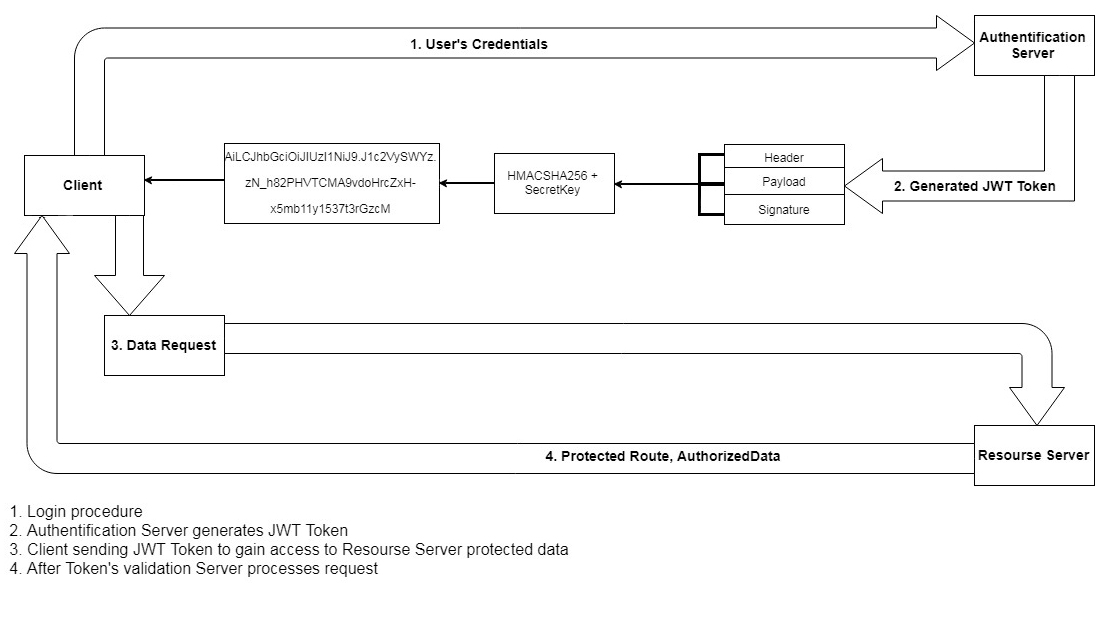 1. User's Credentials
Authentification
Server
Client
AiLCJhbGciOiJIUzI1NiJ9.J1c2VySWYz.
zN_h82PHVTCMA9vdoHrcZxH-
x5mb11y1537t3rGzcM
HMACSHA256 +
SecretKey
Header
Payload
Signature
2. Generated JWT Token
3. Data Request
4. Protected Route, AuthorizedData
Resourse Server
1. Login procedure
2. Authentification Server generates JWT Token
3. Client sending JWT Token to gain access to Resourse Server protected data
4. After Token's validation Server processes request